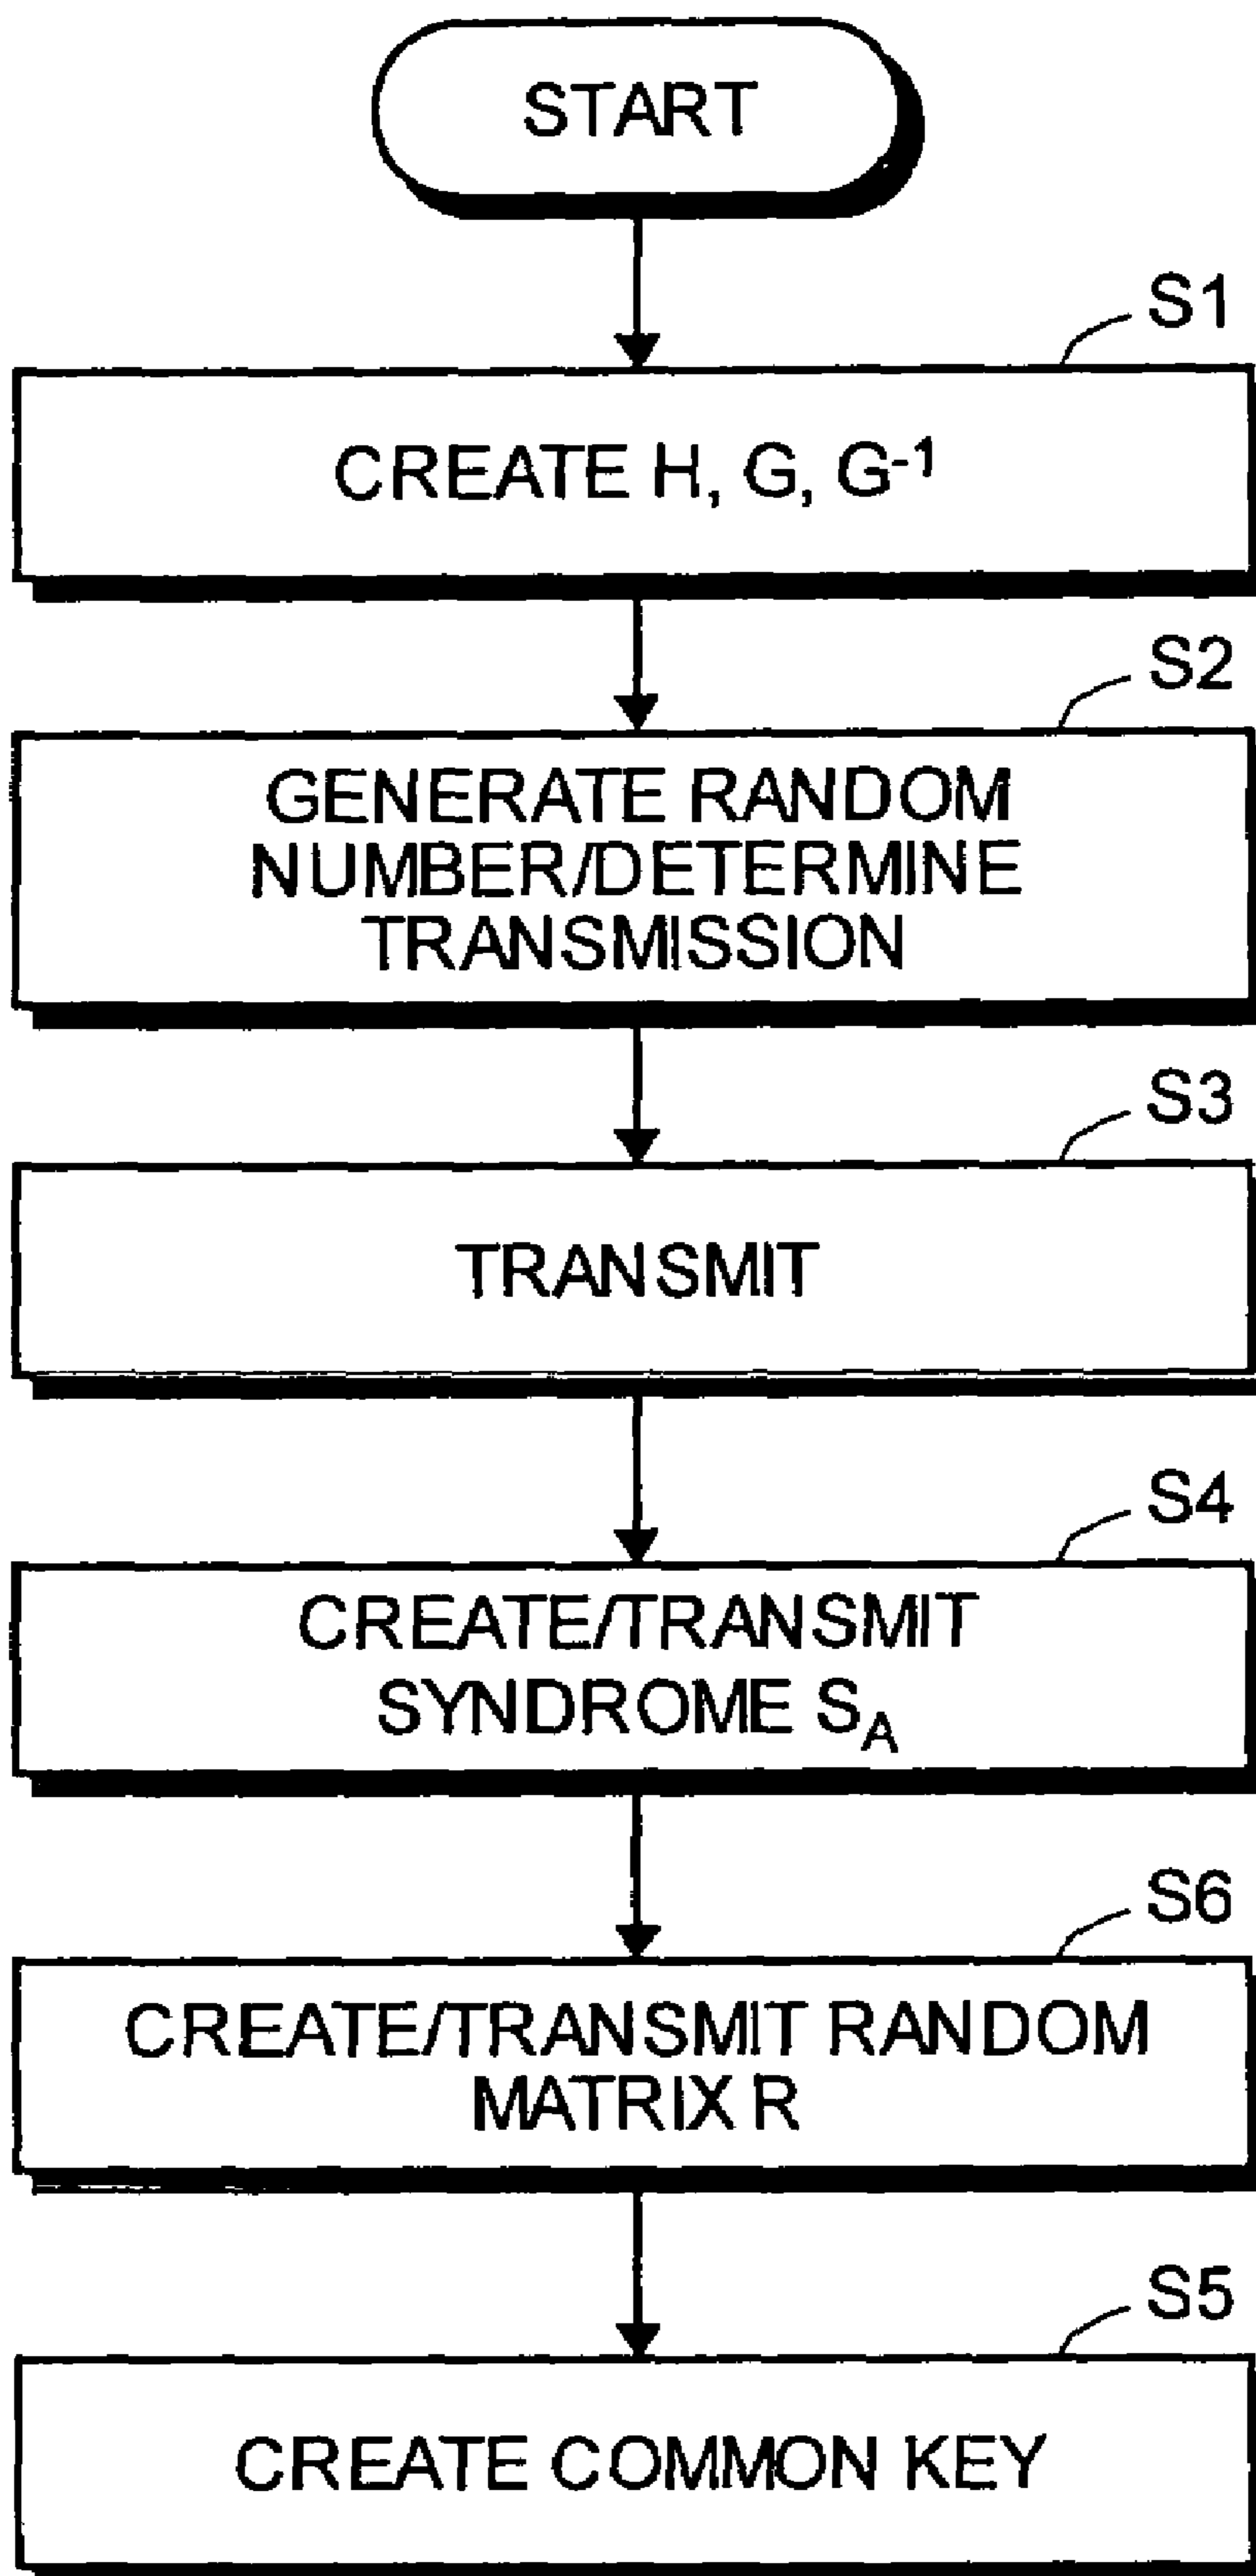 START
S1
CREATE H, G, G⁻¹
S2
GENERATE RANDOM
NUMBER/DETERMINE
TRANSMISSION
S3
TRANSMIT
S4
CREATE/TRANSMIT
SYNDROME S_A
S6
CREATE/TRANSMIT RANDOM
MATRIX R
S5
CREATE COMMON KEY